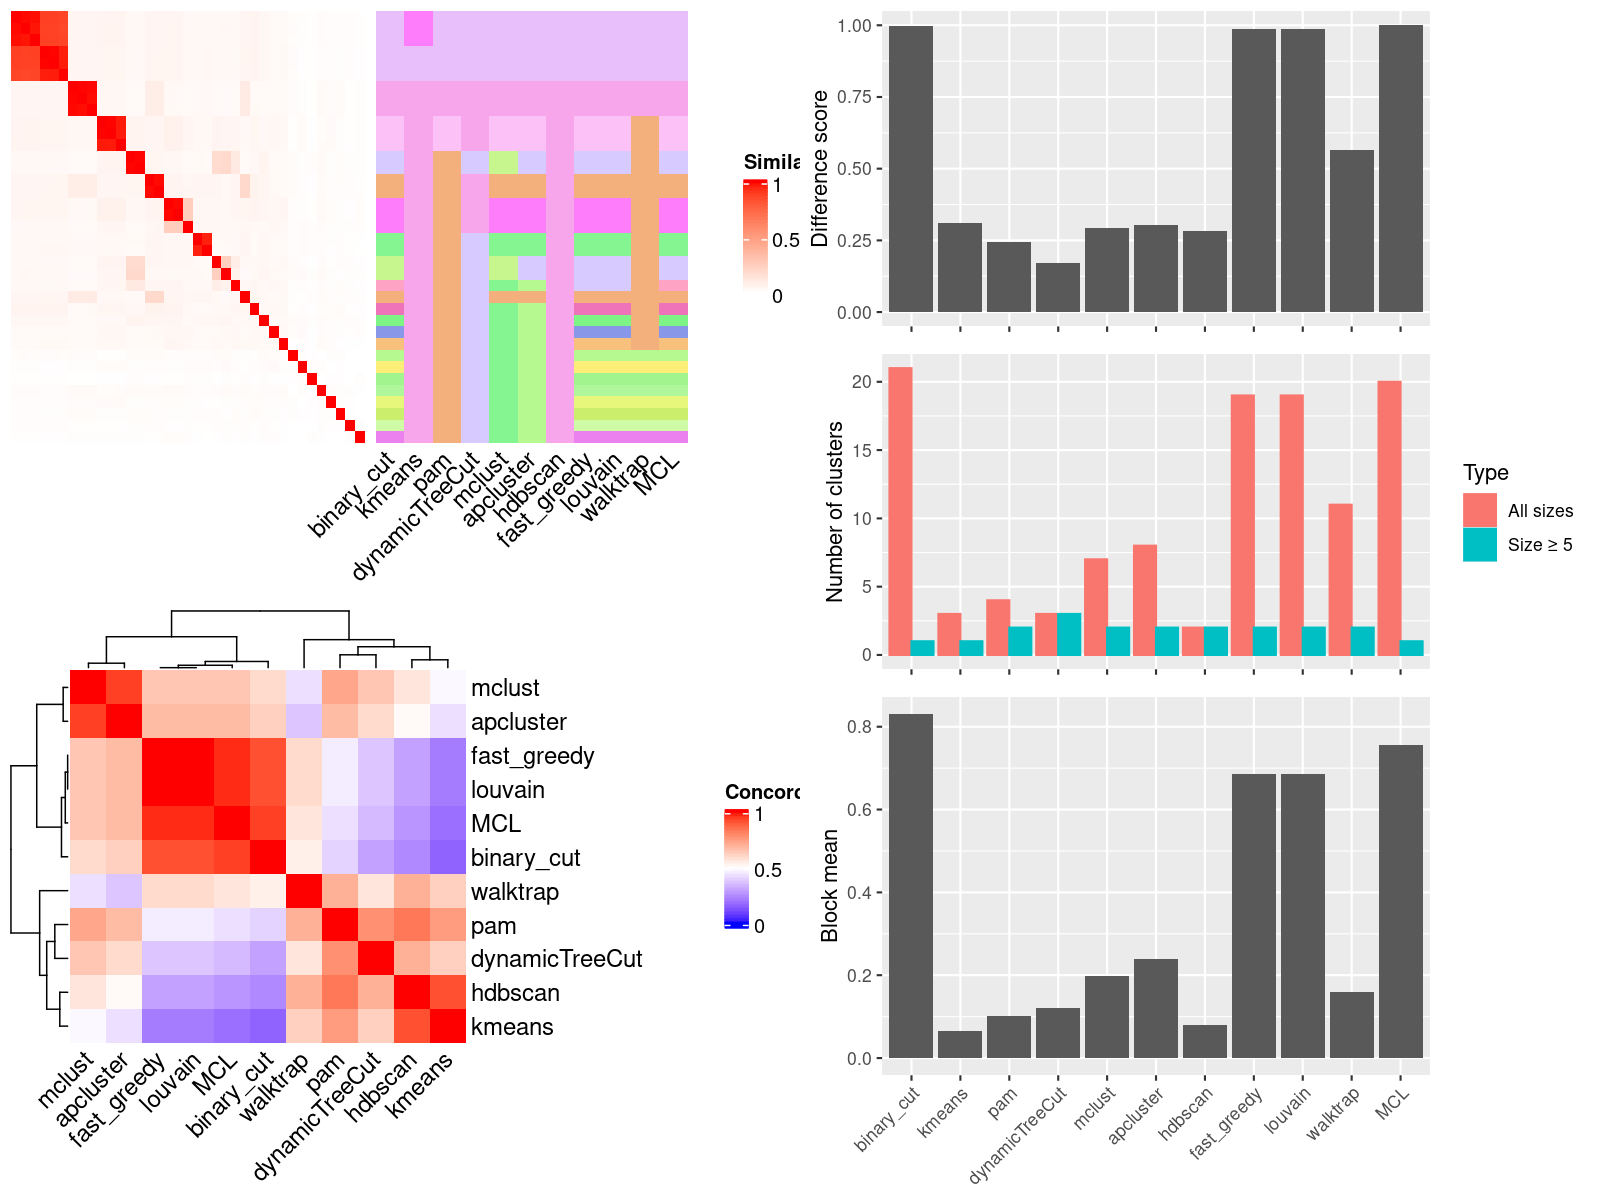 Simila
1
0.5
0
binary_cut
kmeans
pam
dynamicTreeCut
mclust
apcluster
hdbscan
fast_greedy
louvain
walktrap
MCL
Difference score
1.00
0.75
0.50
0.25
0.00
Number of clusters
20
15
10
5
0
Type
All sizes
Size ≥ 5
mclust
apcluster
fast_greedy
louvain
MCL
binary_cut
walktrap
pam
dynamicTreeCut
hdbscan
kmeans
mclust
apcluster
fast_greedy
louvain
MCL
binary_cut
walktrap
pam
dynamicTreeCut
hdbscan
kmeans
Concord
1
0.5
0
Block mean
0.8
0.6
0.4
0.2
0.0
binary_cut
kmeans
pam
dynamicTreeCut
mclust
apcluster
hdbscan
fast_greedy
louvain
walktrap
MCL